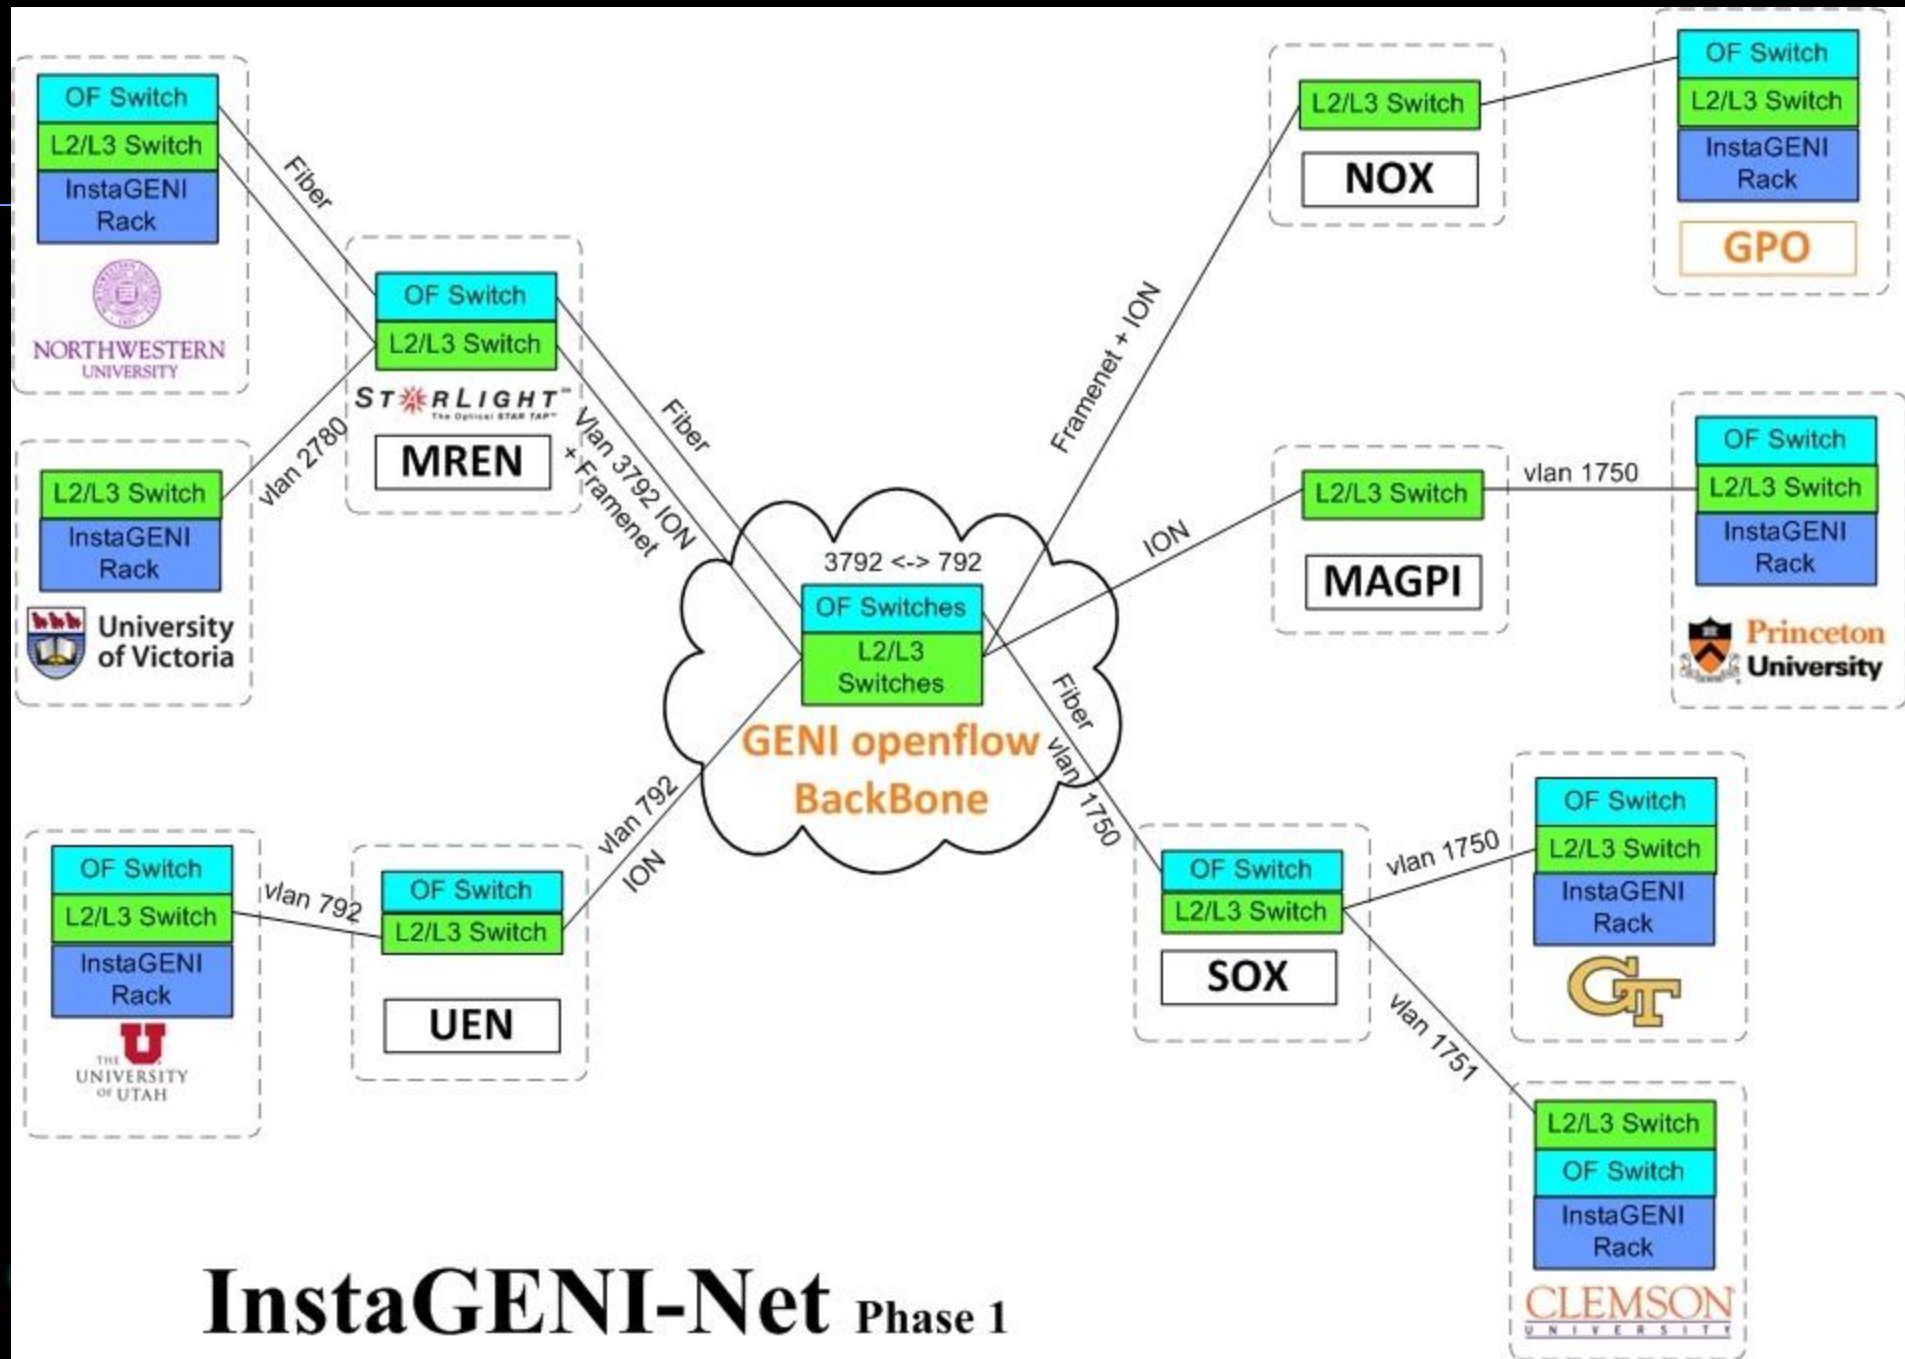 OF Switch
L2/L3 Switch
InstaGENI
Rack
NORTHWESTERN
UNIVERSITY
Fiber
OF Switch
L2/L3 Switch
STARLIGHT℠
The Optical STAR TAP™
MREN
vlan 2780
L2/L3 Switch
InstaGENI
Rack
University
of Victoria
Fiber
Vlan 3792 ION
+ Framenet
3792 <-> 792
OF Switches
L2/L3
Switches
GENI openflow
BackBone
OF Switch
L2/L3 Switch
InstaGENI
Rack
U
THE
UNIVERSITY
OF UTAH
vlan 792
OF Switch
L2/L3 Switch
UEN
vlan 792
ION
L2/L3 Switch
NOX
OF Switch
L2/L3 Switch
InstaGENI
Rack
GPO
Framenet + ION
ION
L2/L3 Switch
MAGPI
vlan 1750
OF Switch
L2/L3 Switch
InstaGENI
Rack
Princeton
University
Fiber
vlan 1750
OF Switch
L2/L3 Switch
SOX
vlan 1750
OF Switch
L2/L3 Switch
InstaGENI
Rack
GT
vlan 1751
L2/L3 Switch
OF Switch
InstaGENI
Rack
CLEMSON
UNIVERSITY
InstaGENI-Net Phase 1